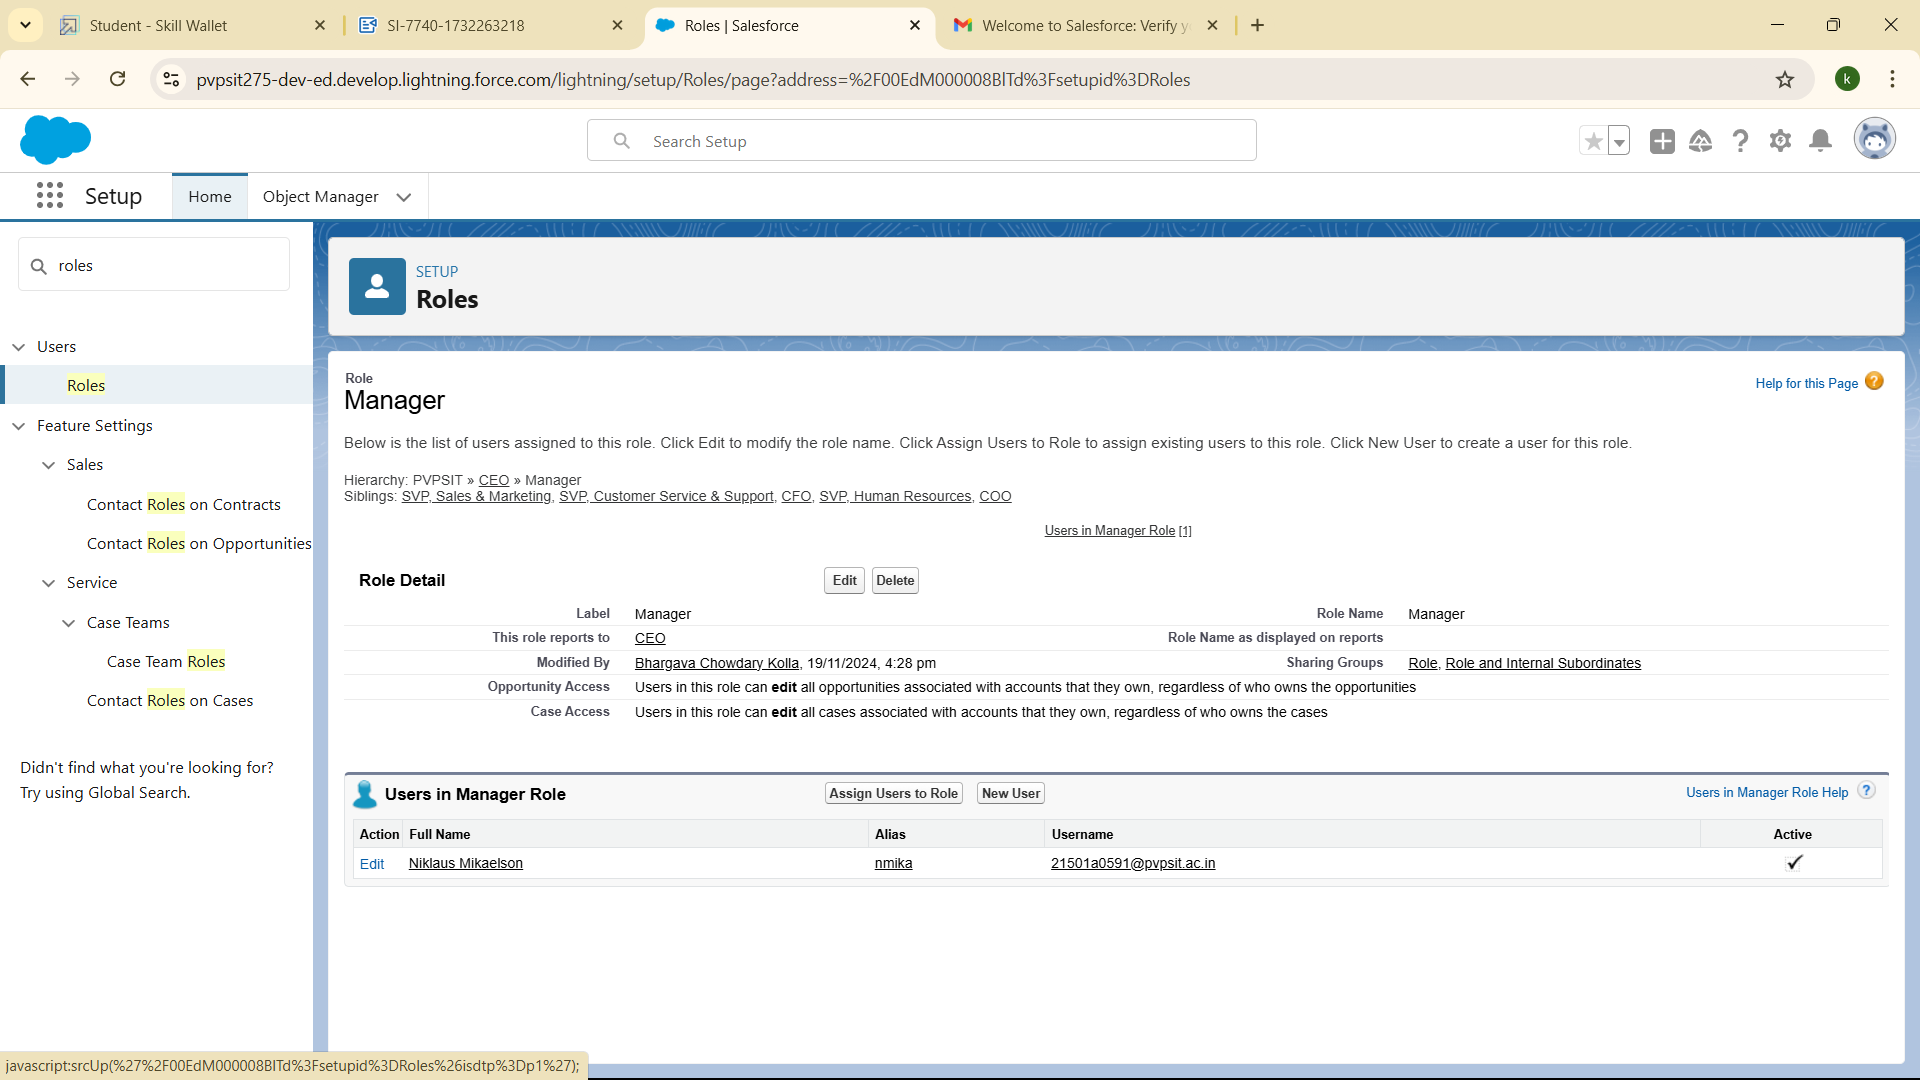 Student - Skill Wallet
SI-7740-1732263218
Roles | Salesforce
Welcome to Salesforce: Verify y
pvpsit275-dev-ed.develop.lightning.force.com/lightning/setup/Roles/page?address=%2F00EdM000008BlTd%3Fsetupid%3DRoles
k
Search Setup
Setup
Home
Object Manager
roles
Users
Roles
Feature Settings
Sales
Contact Roles on Contracts
Contact Roles on Opportunities
Service
Case Teams
Case Team Roles
Contact Roles on Cases
Didn't find what you're looking for?
Try using Global Search.
SETUP
Roles
Role
Manager
Help for this Page ?
Below is the list of users assigned to this role. Click Edit to modify the role name. Click Assign Users to Role to assign existing users to this role. Click New User to create a user for this role.
Hierarchy: PVPSIT » CEO » Manager
Siblings: SVP, Sales & Marketing, SVP, Customer Service & Support, CFO, SVP, Human Resources, COO
Users in Manager Role [1]
Role Detail
Edit
Delete
Label Manager Role Name Manager
This role reports to CEO Role Name as displayed on reports
Modified By Bhargava Chowdary Kolla, 19/11/2024, 4:28 pm Sharing Groups Role, Role and Internal Subordinates
Opportunity Access Users in this role can edit all opportunities associated with accounts that they own, regardless of who owns the opportunities
Case Access Users in this role can edit all cases associated with accounts that they own, regardless of who owns the cases
Users in Manager Role
Assign Users to Role
New User
Users in Manager Role Help ?
Action Full Name Alias Username Active
Edit Niklaus Mikaelson nmika 21501a0591@pvpsit.ac.in
javascript:srcUp(%27%2F00EdM000008BlTd%3Fsetupid%3DRoles%26isdtp%3Dp1%27);